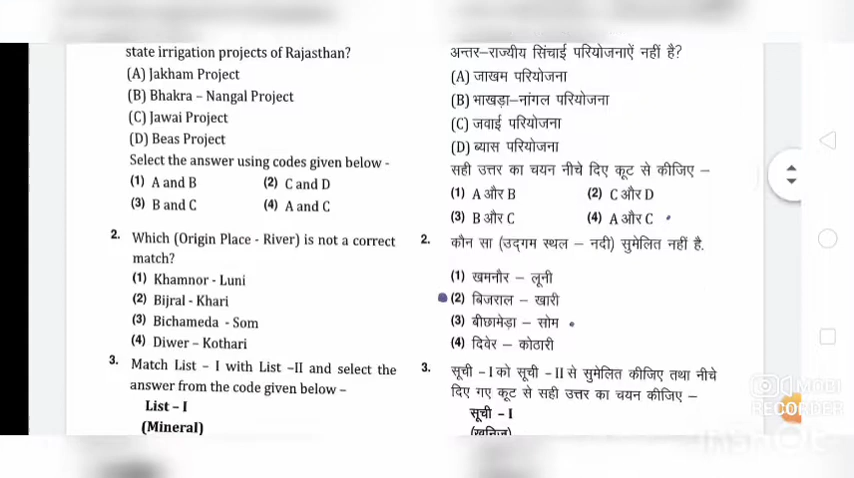 state irrigation projects of Rajasthan?
(A) Jakham Project
(B) Bhakra – Nangal Project
(C) Jawai Project
(D) Beas Project
Select the answer using codes given below -
(1) A and B (2) C and D
(3) B and C (4) A and C
2. Which (Origin Place - River) is not a correct
match?
(1) Khamnor - Luni
(2) Bijral - Khari
(3) Bichameda - Som
(4) Diwer – Kothari
3. Match List – I with List –II and select the
answer from the code given below –
List – I
(Mineral)
अन्तर–राज्यीय सिंचाई परियोजनाऐं नहीं है?
(A) जाखम परियोजना
(B) भाखड़ा–नांगल परियोजना
(C) जवाई परियोजना
(D) ब्यास परियोजना
सही उत्तर का चयन नीचे दिए कूट से कीजिए –
(1) A और B (2) C और D
(3) B और C (4) A और C
2. कौन सा (उद्गम स्थल – नदी) सुमेलित नहीं है.
(1) खमनौर – लूनी
(2) बिजराल – खारी
(3) बीछामेड़ा – सोम
(4) दिवेर – कोठारी
3. सूची –I को सूची –II से सुमेलित कीजिए तथा नीचे
दिए गए कूट से सही उत्तर का चयन कीजिए –
सूची – I
(खनिज)
MOBI
RECORDER
InShOt